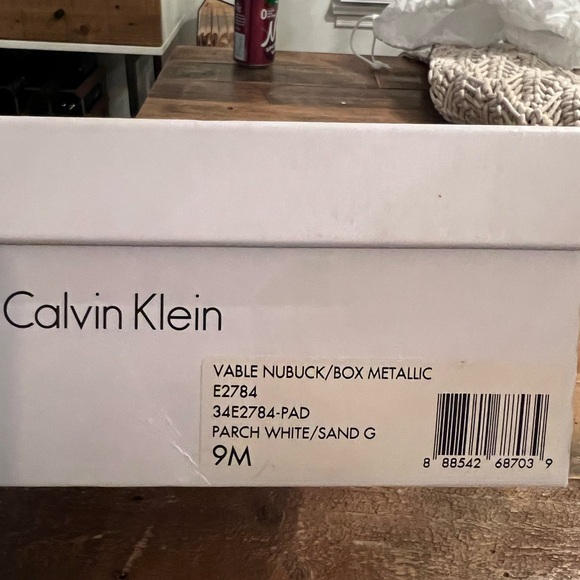 Calvin Klein
VABLE NUBUCK/BOX METALLIC
E2784
34E2784-PAD
PARCH WHITE/SAND G
9M
8 88542 68703 9